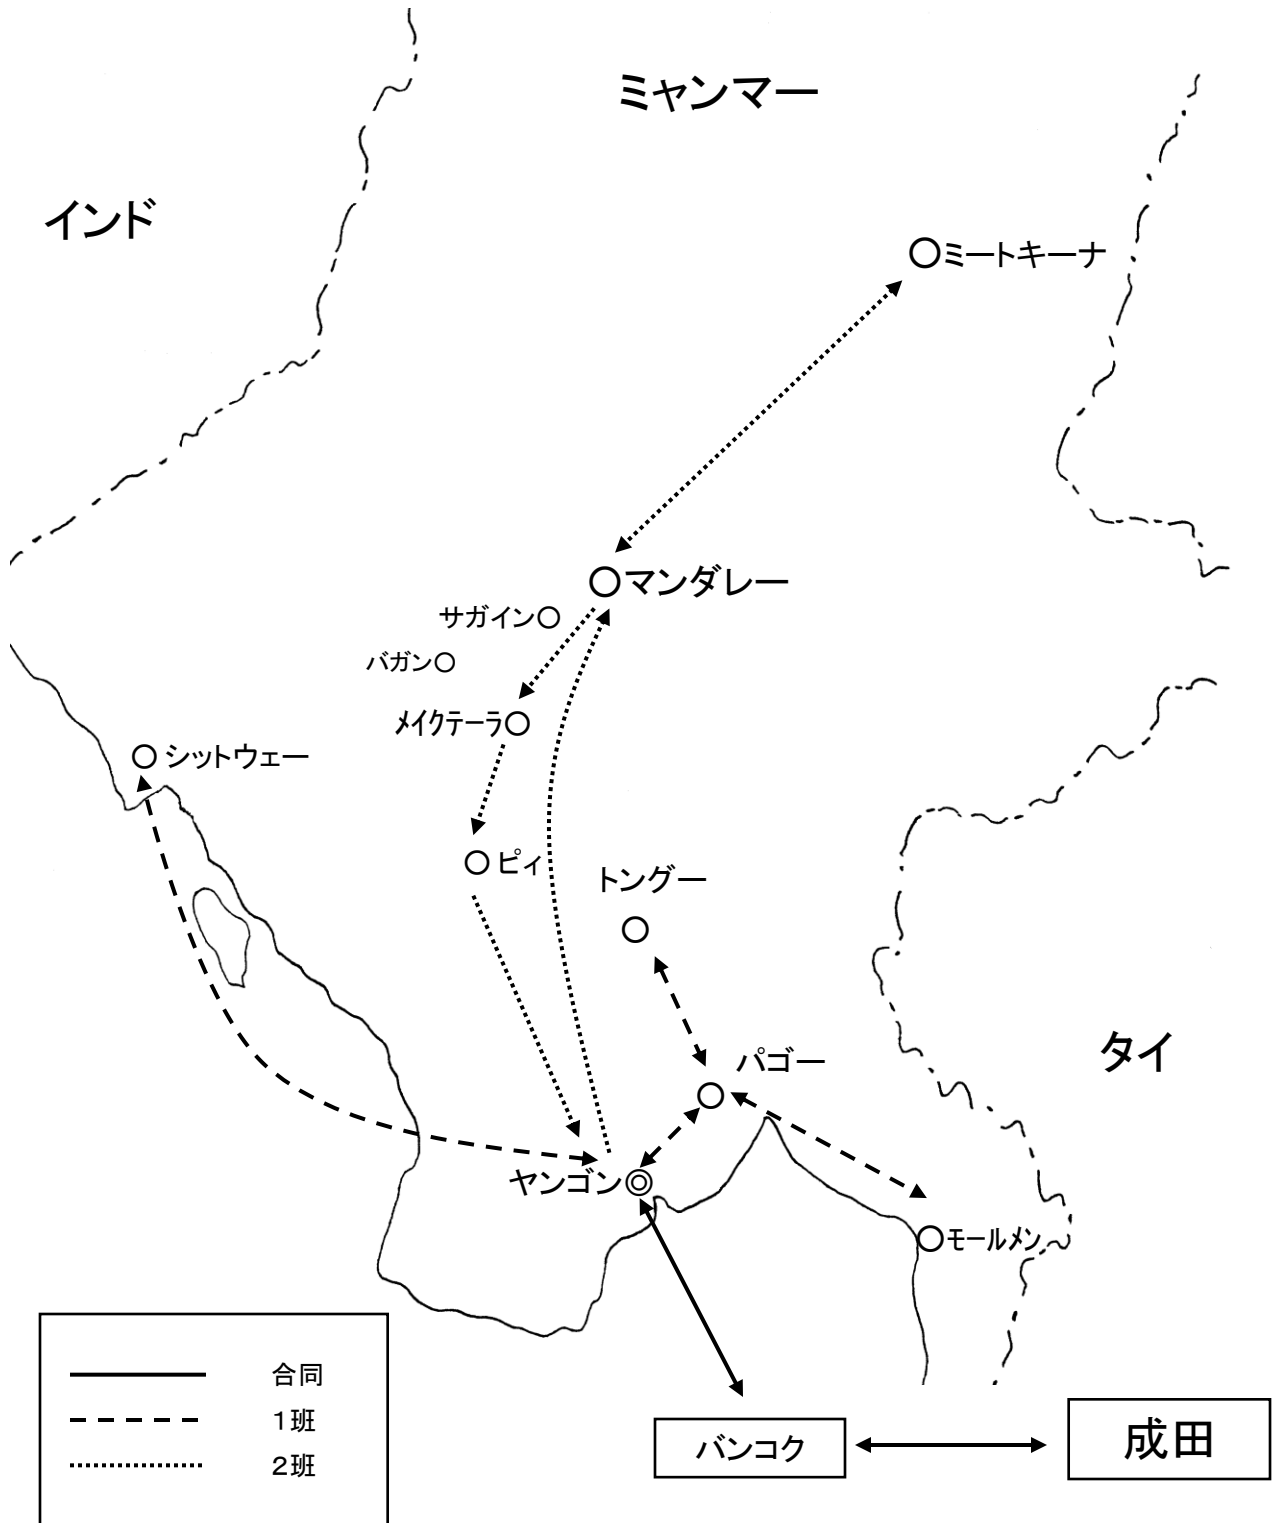 ミャンマー
インド
ミートキーナ
マンダレー
サガイン
バガン
メイクテーラ
シットウェー
ピィ
トングー
タイ
パゴー
ヤンゴン
モールメン
合同
1班
2班
バンコク
成田